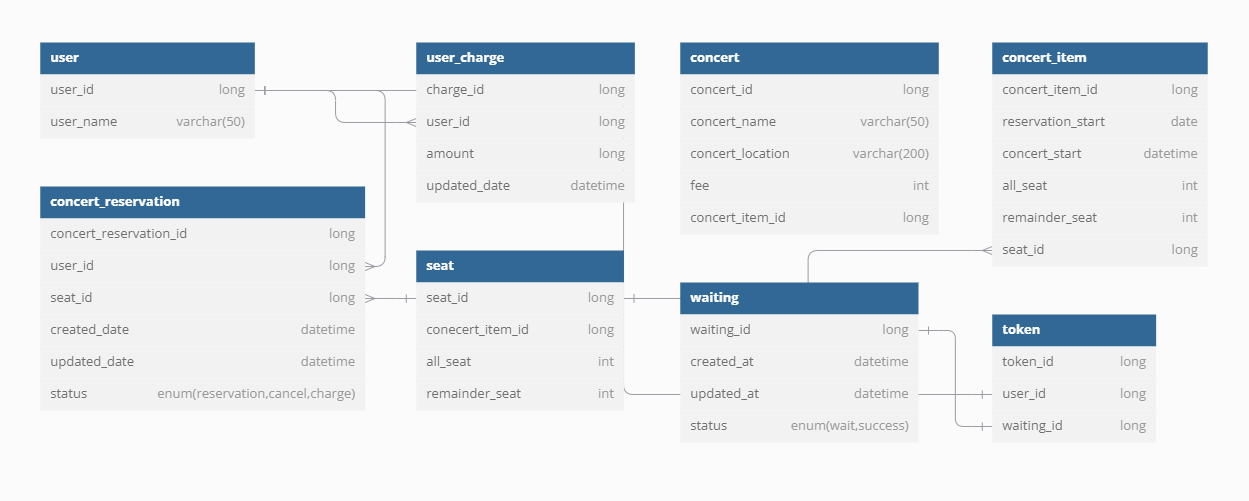 user
user_id long
user_name varchar(50)
user_charge
charge_id long
user_id long
amount long
updated_date datetime
concert
concert_id long
concert_name varchar(50)
concert_location varchar(200)
fee int
concert_item_id long
concert_item
concert_item_id long
reservation_start date
concert_start datetime
all_seat int
remainder_seat int
seat_id long
concert_reservation
concert_reservation_id long
user_id long
seat_id long
created_date datetime
updated_date datetime
status enum(reservation,cancel,charge)
seat
seat_id long
conecert_item_id long
all_seat int
remainder_seat int
waiting
waiting_id long
created_at datetime
updated_at datetime
status enum(wait,success)
token
token_id long
user_id long
waiting_id long